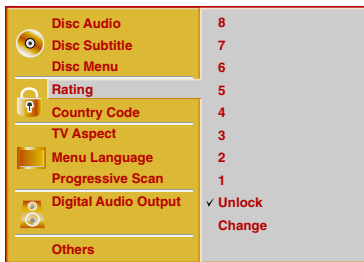 Disc Audio
Disc Subtitle
Disc Menu
Rating
Country Code
TV Aspect
Menu Language
Progressive Scan
Digital Audio Output
Others
8
7
6
5
4
3
2
1
✓ Unlock
Change